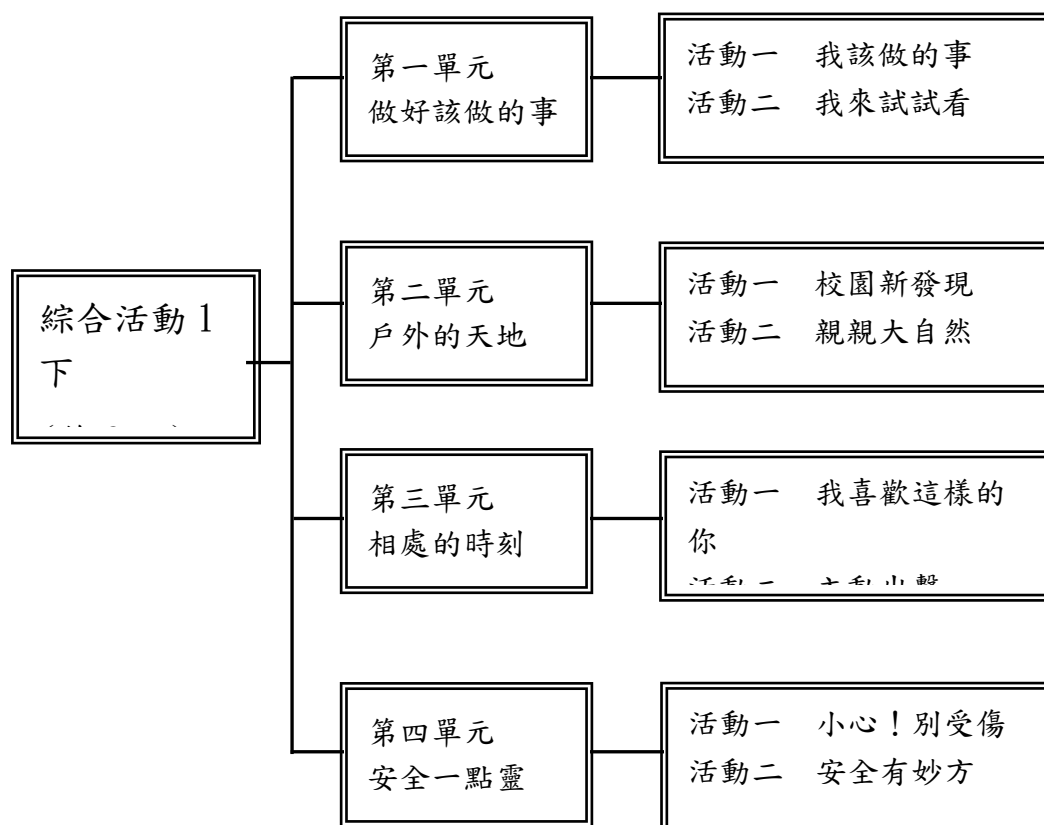 綜合活動1
下
第一單元
做好該做的事
活動一　我該做的事
活動二　我來試試看
第二單元
戶外的天地
活動一　校園新發現
活動二　親親大自然
第三單元
相處的時刻
活動一　我喜歡這樣的
你
第四單元
安全一點靈
活動一　小心！別受傷
活動二　安全有妙方